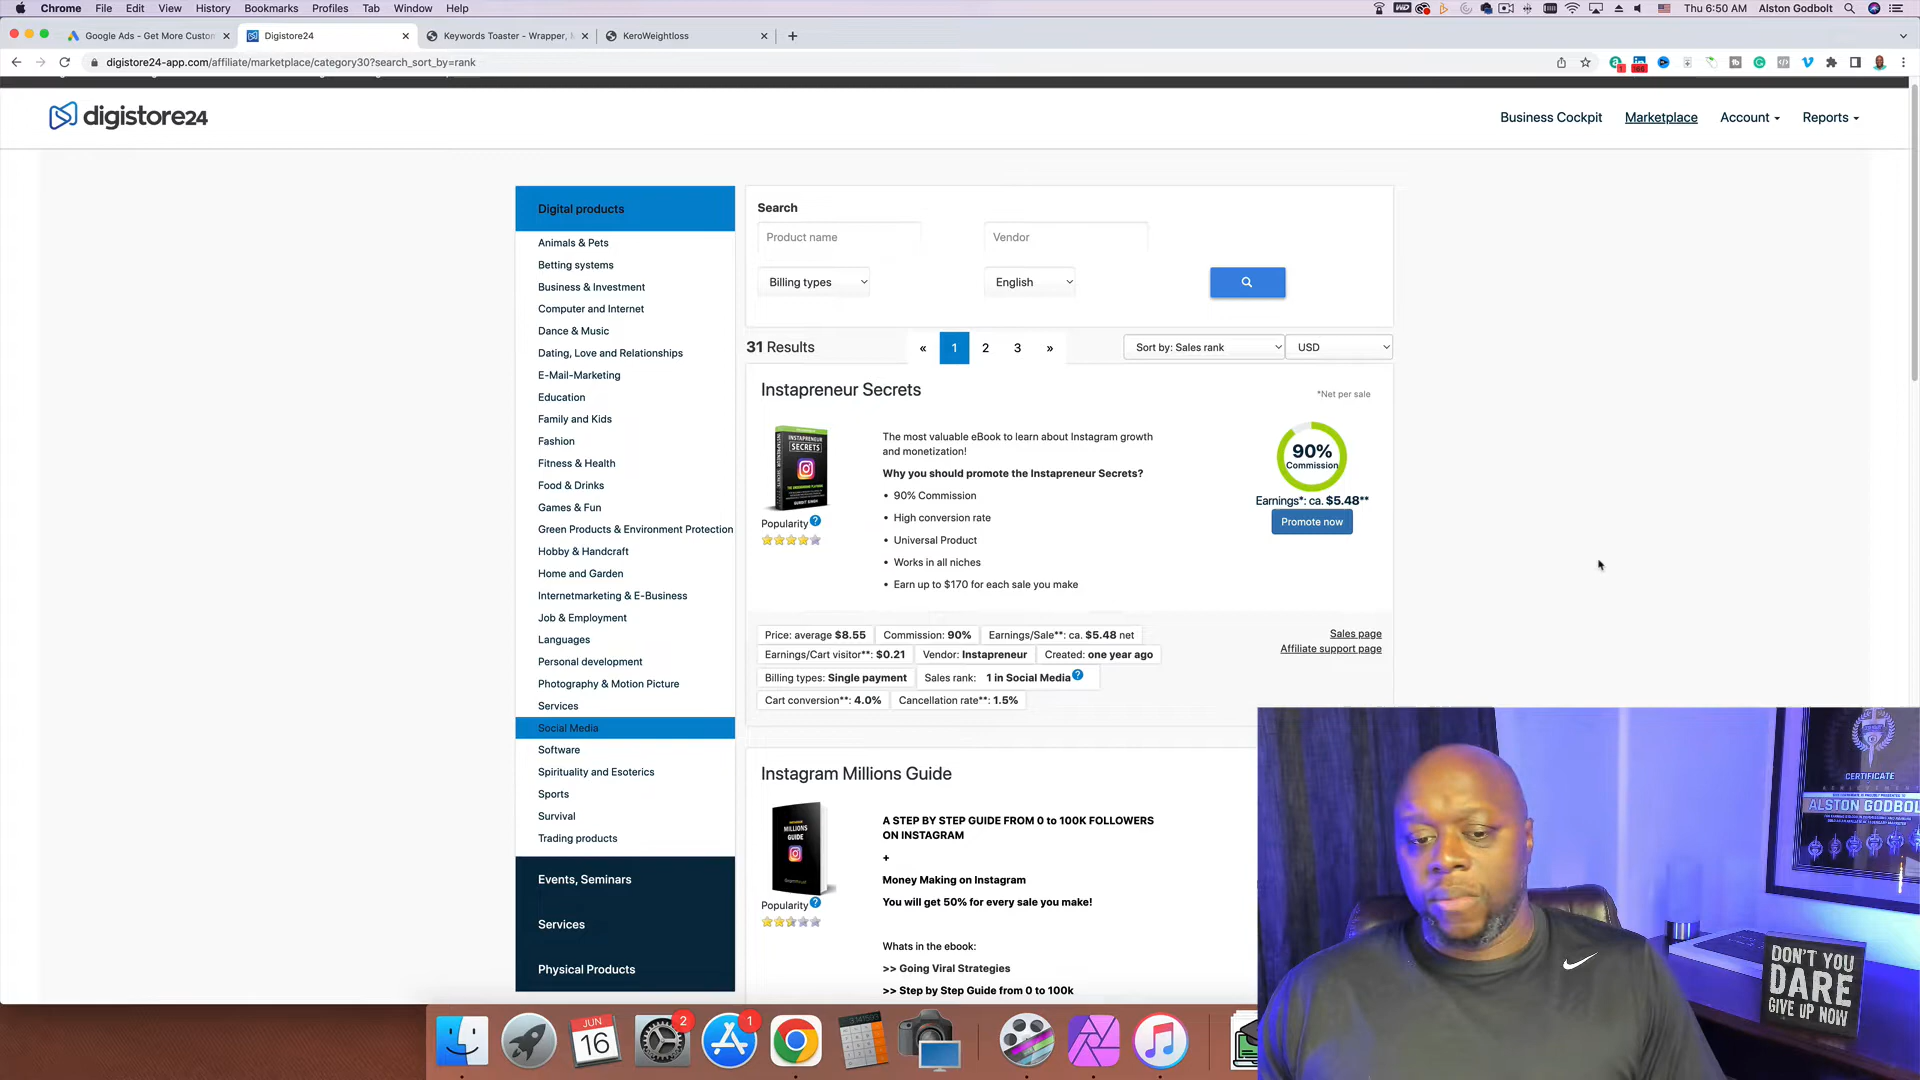 Chrome File Edit View History Bookmarks Profiles Tab Window Help
Thu 6:50 AM Alston Godbolt
Google Ads - Get More Custom
Digistore24
Keywords Toaster - Wrapper, M
KeroWeightloss
digistore24-app.com/affiliate/marketplace/category30?search_sort_by=rank
digistore24
Business Cockpit Marketplace Account Reports
Digital products
Animals & Pets
Betting systems
Business & Investment
Computer and Internet
Dance & Music
Dating, Love and Relationships
E-Mail-Marketing
Education
Family and Kids
Fashion
Fitness & Health
Food & Drinks
Games & Fun
Green Products & Environment Protection
Hobby & Handcraft
Home and Garden
Internetmarketing & E-Business
Job & Employment
Languages
Personal development
Photography & Motion Picture
Services
Social Media
Software
Spirituality and Esoterics
Sports
Survival
Trading products
Events, Seminars
Services
Physical Products
Search
Product name Vendor
Billing types English
31 Results « 1 2 3 » Sort by: Sales rank USD
Instapreneur Secrets
*Net per sale
INSTAPRENEUR
SECRETS
The most valuable eBook to learn about Instagram growth
and monetization!
Why you should promote the Instapreneur Secrets?
• 90% Commission
• High conversion rate
• Universal Product
• Works in all niches
• Earn up to $170 for each sale you make
90%
Commission
Earnings*: ca. $5.48**
Promote now
Popularity ?
Price: average $8.55 Commission: 90% Earnings/Sale**: ca. $5.48 net
Earnings/Cart visitor**: $0.21 Vendor: Instapreneur Created: one year ago
Billing types: Single payment Sales rank: 1 in Social Media ?
Cart conversion**: 4.0% Cancellation rate**: 1.5%
Sales page
Affiliate support page
Instagram Millions Guide
MILLIONS
GUIDE
Popularity ?
A STEP BY STEP GUIDE FROM 0 to 100K FOLLOWERS
ON INSTAGRAM
+
Money Making on Instagram
You will get 50% for every sale you make!
Whats in the ebook:
>> Going Viral Strategies
>> Step by Step Guide from 0 to 100k
CERTIFICATE
ALSTON GODBOL
DON'T YOU
DARE
GIVE UP NOW
JUN
16
2
1